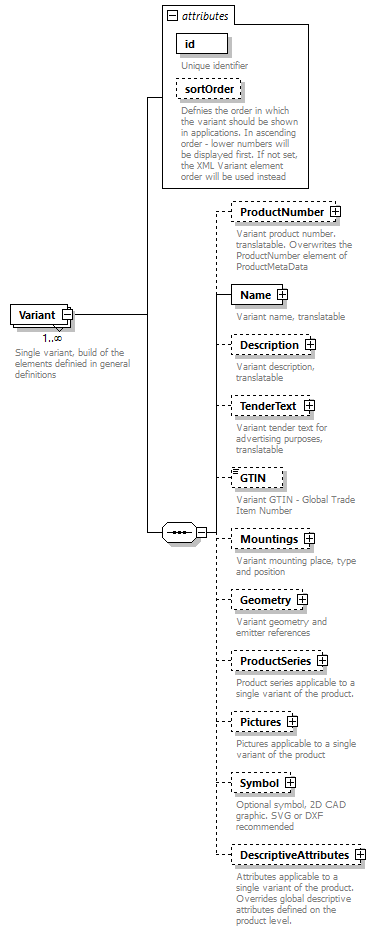 attributes
id
Unique identifier
sortOrder
Defnies the order in which
the variant should be shown
in applications. In ascending
order - lower numbers will
be displayed first. If not set,
the XML Variant element
order will be used instead
Variant
1..∞
Single variant, build of the
elements definied in general
definitions
ProductNumber
Variant product number,
translatable. Overwrites the
ProductNumber element of
ProductMetaData
Name
Variant name, translatable
Description
Variant description,
translatable
TenderText
Variant tender text for
advertising purposes,
translatable
GTIN
Variant GTIN - Global Trade
Item Number
Mountings
Variant mounting place, type
and position
Geometry
Variant geometry and
emitter references
ProductSeries
Product series applicable to a
single variant of the product.
Pictures
Pictures applicable to a single
variant of the product
Symbol
Optional symbol, 2D CAD
graphic. SVG or DXF
recommended
DescriptiveAttributes
Attributes applicable to a
single variant of the product.
Overrides global descriptive
attributes defined on the
product level.